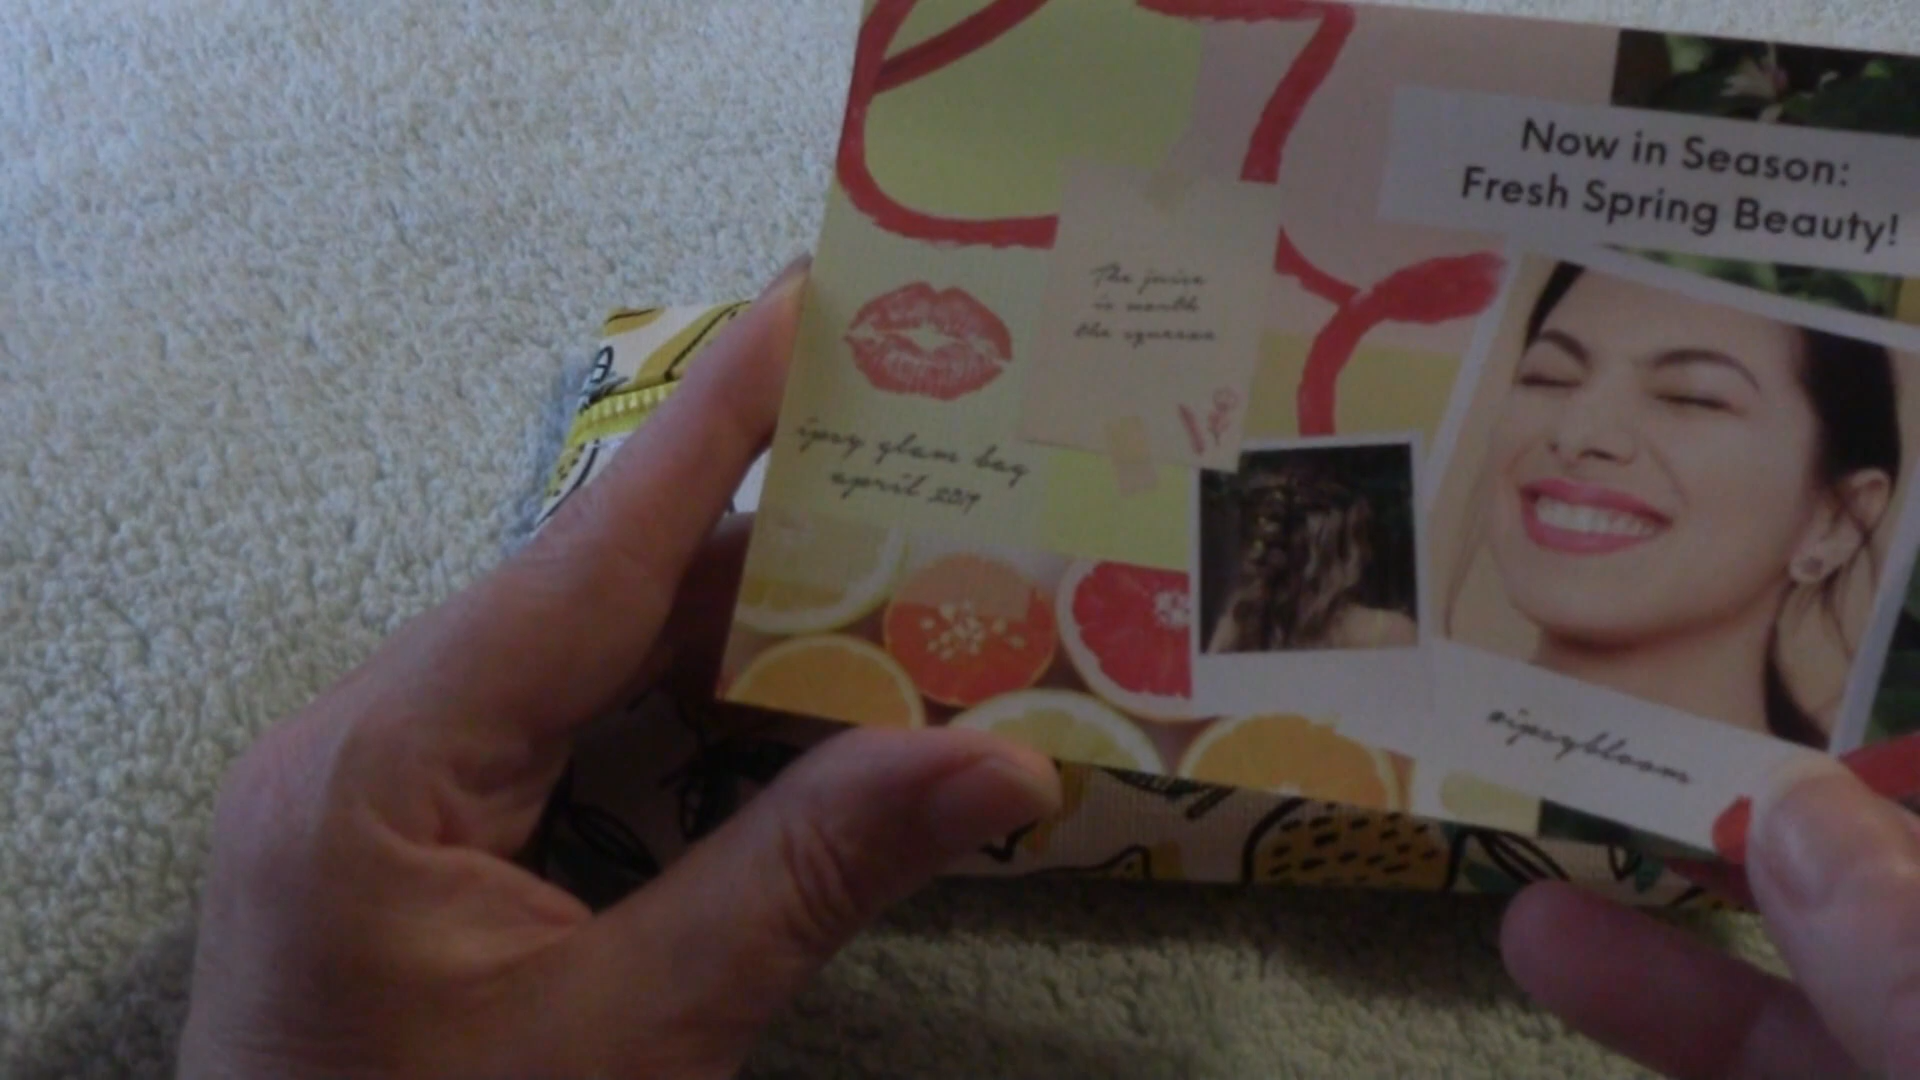 Now in Season:
Fresh Spring Beauty!
The juice
is worth
the squeeze
ipsy glam bag
april 2019
#ipsybloom